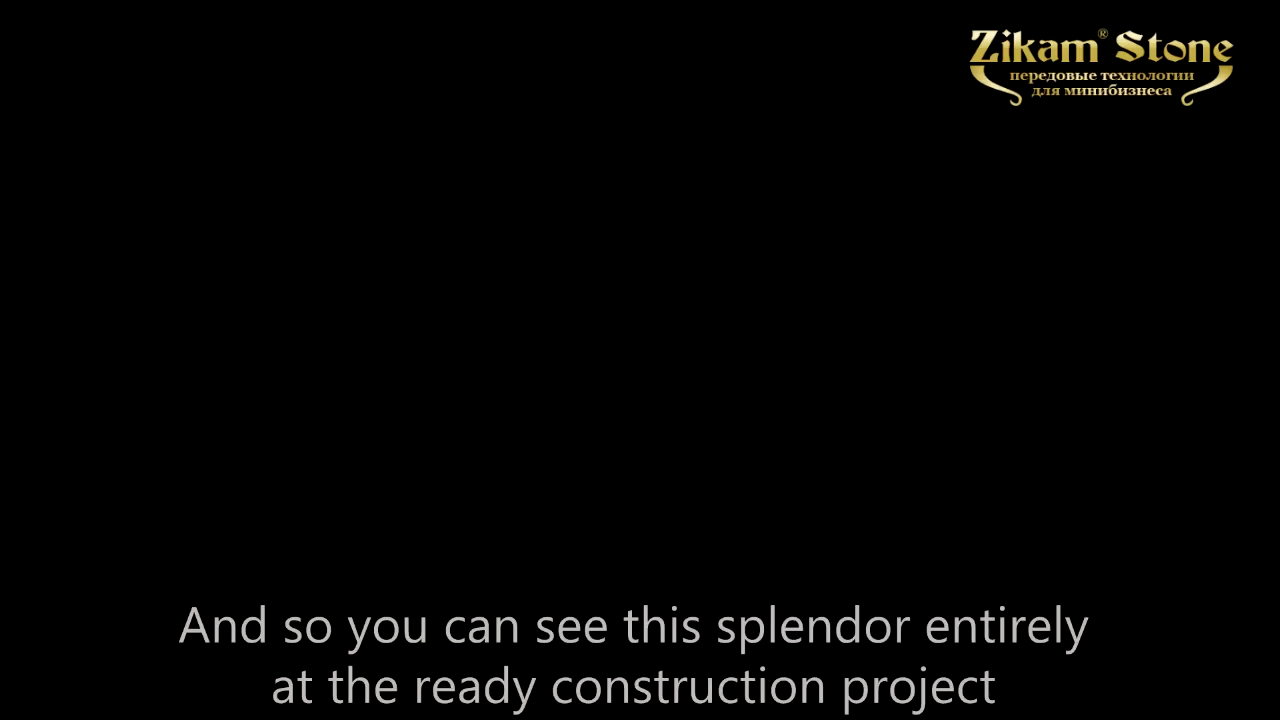 Zikam® Stone
передовые технологии
для минибизнеса
And so you can see this splendor entirely
at the ready construction project